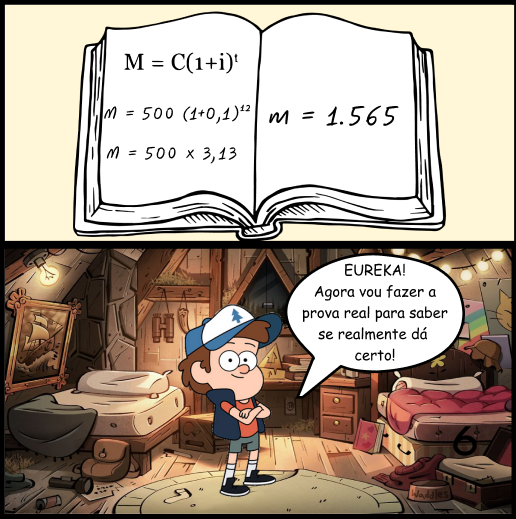 M = C(1+i)ᵗ
m = 500 (1+0,1)¹²
m = 500 x 3,13
m = 1.565
EUREKA!
Agora vou fazer a
prova real para saber
se realmente dá
certo!
6
Waddles